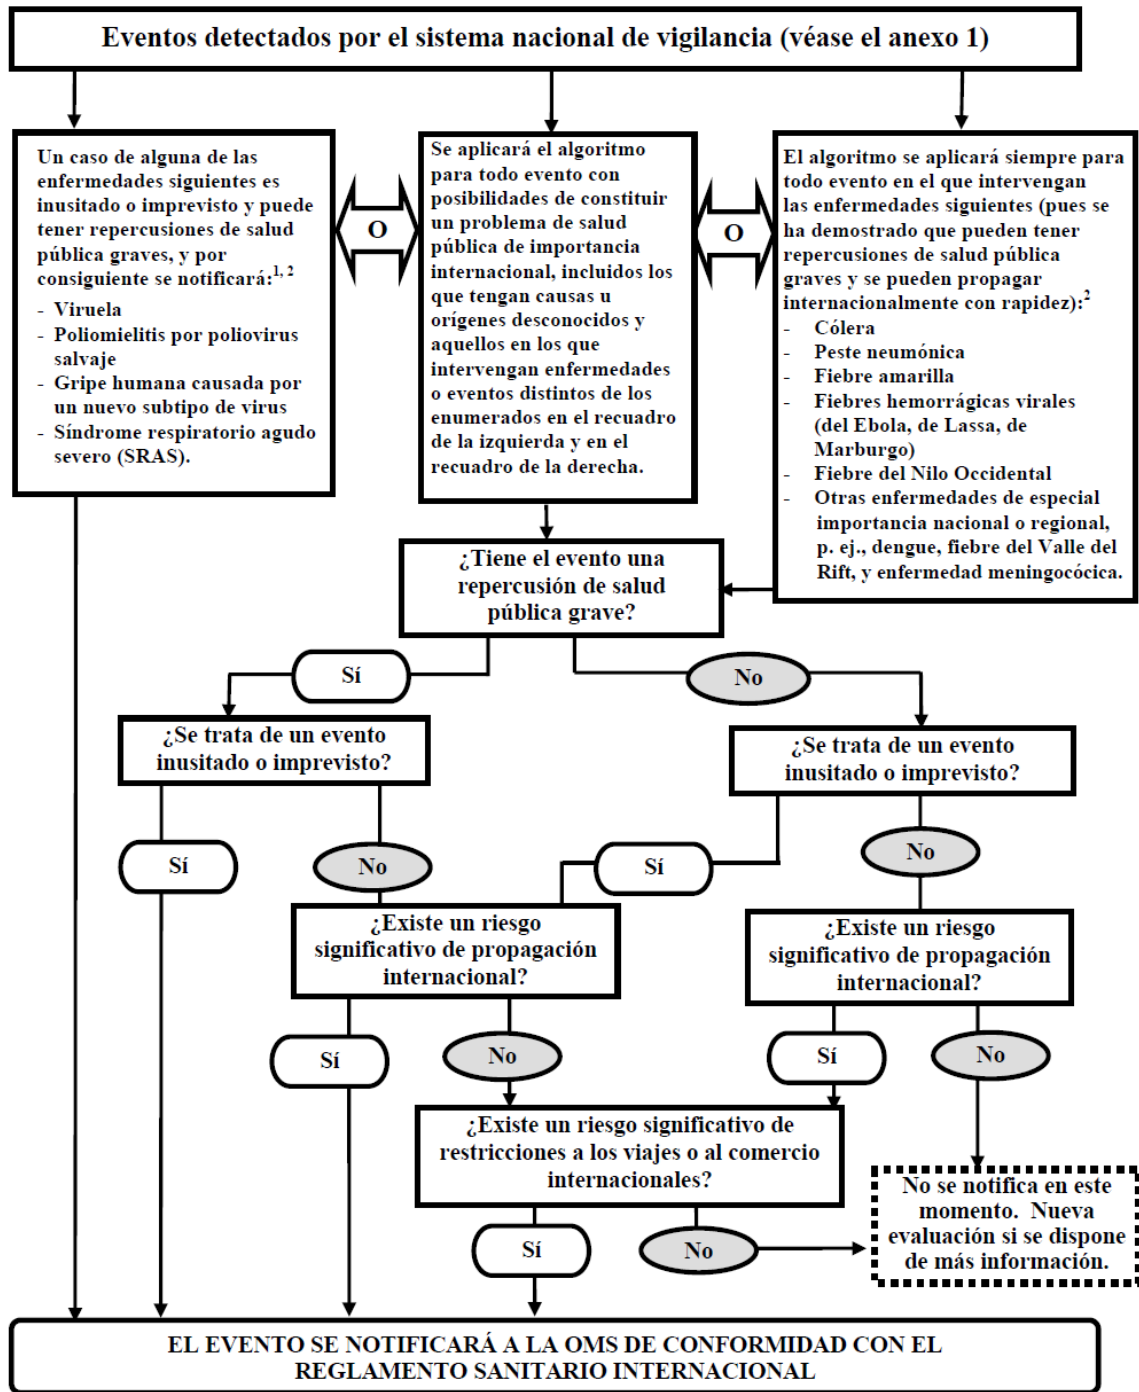 Eventos detectados por el sistema nacional de vigilancia (véase el anexo 1)
Un caso de alguna de las
enfermedades siguientes es
inusitado o imprevisto y puede
tener repercusiones de salud
pública graves, y por
consiguiente se notificará:1, 2
- Viruela
- Poliomielitis por poliovirus
salvaje
- Gripe humana causada por
un nuevo subtipo de virus
- Síndrome respiratorio agudo
severo (SRAS).
O
Se aplicará el algoritmo
para todo evento con
posibilidades de constituir
un problema de salud
pública de importancia
internacional, incluidos los
que tengan causas u
orígenes desconocidos y
aquellos en los que
intervengan enfermedades
o eventos distintos de los
enumerados en el recuadro
de la izquierda y en el
recuadro de la derecha.
O
El algoritmo se aplicará siempre para
todo evento en el que intervengan
las enfermedades siguientes (pues se
ha demostrado que pueden tener
repercusiones de salud pública
graves y se pueden propagar
internacionalmente con rapidez):2
- Cólera
- Peste neumónica
- Fiebre amarilla
- Fiebres hemorrágicas virales
(del Ebola, de Lassa, de
Marburgo)
- Fiebre del Nilo Occidental
- Otras enfermedades de especial
importancia nacional o regional,
p. ej., dengue, fiebre del Valle del
Rift, y enfermedad meningocócica.
¿Tiene el evento una
repercusión de salud
pública grave?
Sí
No
¿Se trata de un evento
inusitado o imprevisto?
¿Se trata de un evento
inusitado o imprevisto?
Sí
No
Sí
No
¿Existe un riesgo
significativo de propagación
internacional?
¿Existe un riesgo
significativo de propagación
internacional?
Sí
No
Sí
No
¿Existe un riesgo significativo de
restricciones a los viajes o al comercio
internacionales?
No se notifica en este
momento. Nueva
evaluación si se dispone
de más información.
Sí
No
EL EVENTO SE NOTIFICARÁ A LA OMS DE CONFORMIDAD CON EL
REGLAMENTO SANITARIO INTERNACIONAL